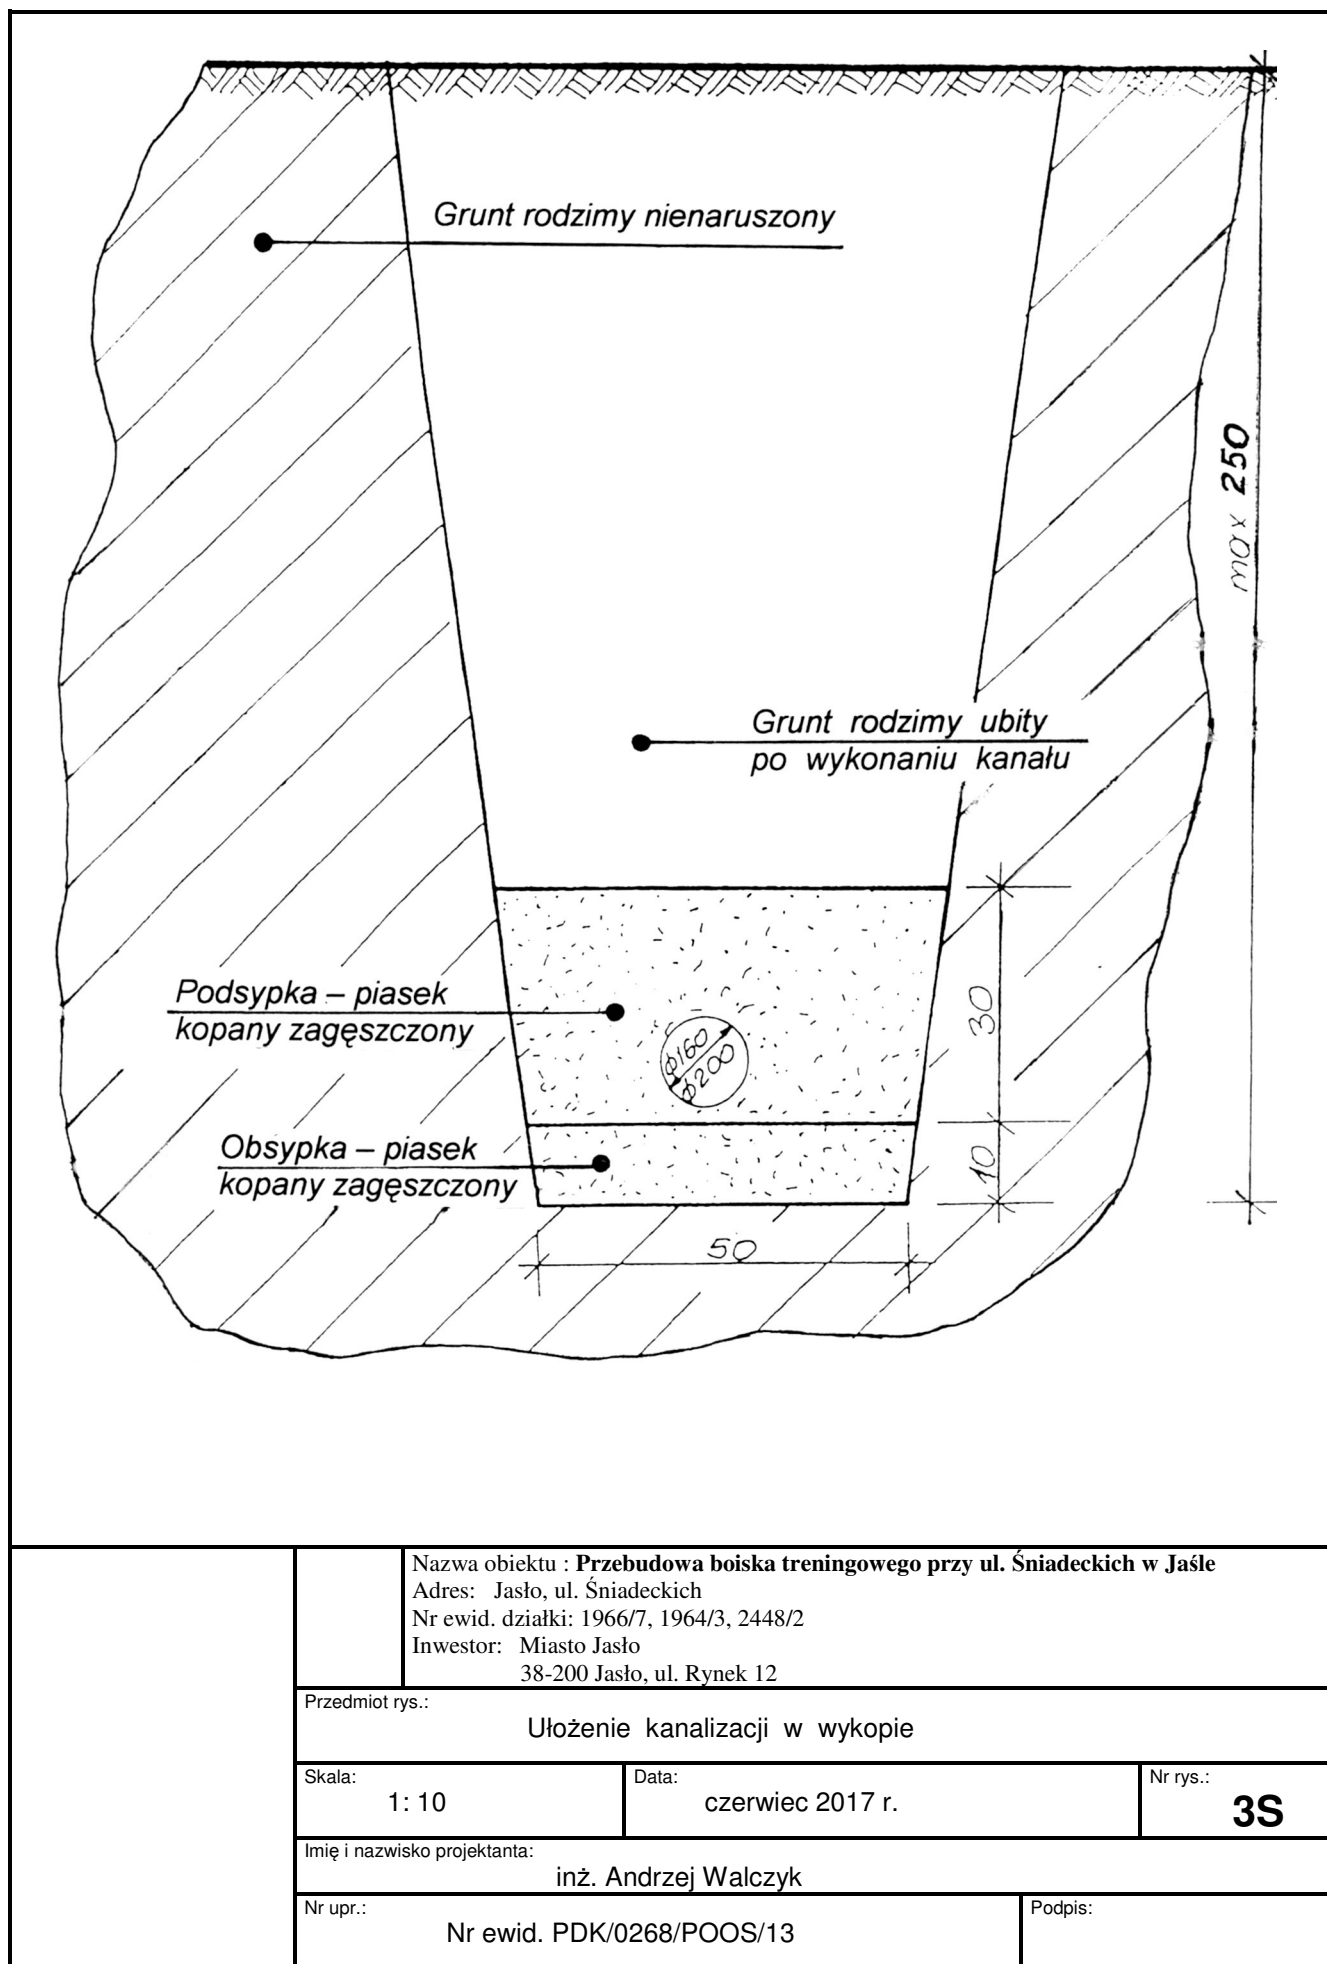 Grunt rodzimy nienaruszony
max 250
Grunt rodzimy ubity
po wykonaniu kanału
Podsypka – piasek
kopany zagęszczony
30
ϕ160
ϕ200
Obsypka – piasek
kopany zagęszczony
10
50
Nazwa obiektu : Przebudowa boiska treningowego przy ul. Śniadeckich w Jaśle
Adres: Jasło, ul. Śniadeckich
Nr ewid. działki: 1966/7, 1964/3, 2448/2
Inwestor: Miasto Jasło
38-200 Jasło, ul. Rynek 12
Przedmiot rys.:
Ułożenie kanalizacji w wykopie
Skala:
1: 10
Data:
czerwiec 2017 r.
Nr rys.:
3S
Imię i nazwisko projektanta:
inż. Andrzej Walczyk
Nr upr.:
Nr ewid. PDK/0268/POOS/13
Podpis: